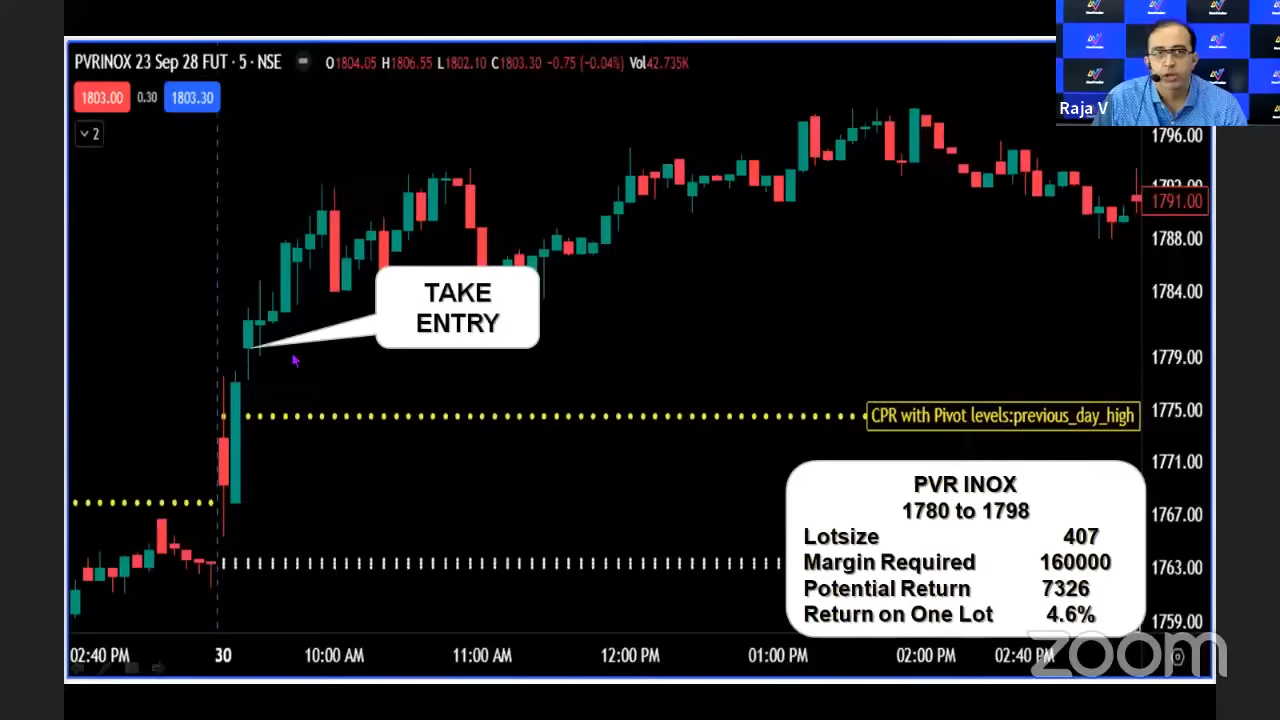 PVRINOX 23 Sep 28 FUT · 5 · NSE
O1804.05 H1806.55 L1802.10 C1803.30 -0.75 (-0.04%) Vol42.735K
1803.00 0.30 1803.30
2
Raja V
1796.00
1792.00
1791.00
1788.00
1784.00
TAKE
ENTRY
1779.00
1775.00
CPR with Pivot levels:previous_day_high
1771.00
1767.00
1763.00
1759.00
PVR INOX
1780 to 1798
Lotsize 407
Margin Required 160000
Potential Return 7326
Return on One Lot 4.6%
02:40 PM 30 10:00 AM 11:00 AM 12:00 PM 01:00 PM 02:00 PM 02:40 PM
zoom